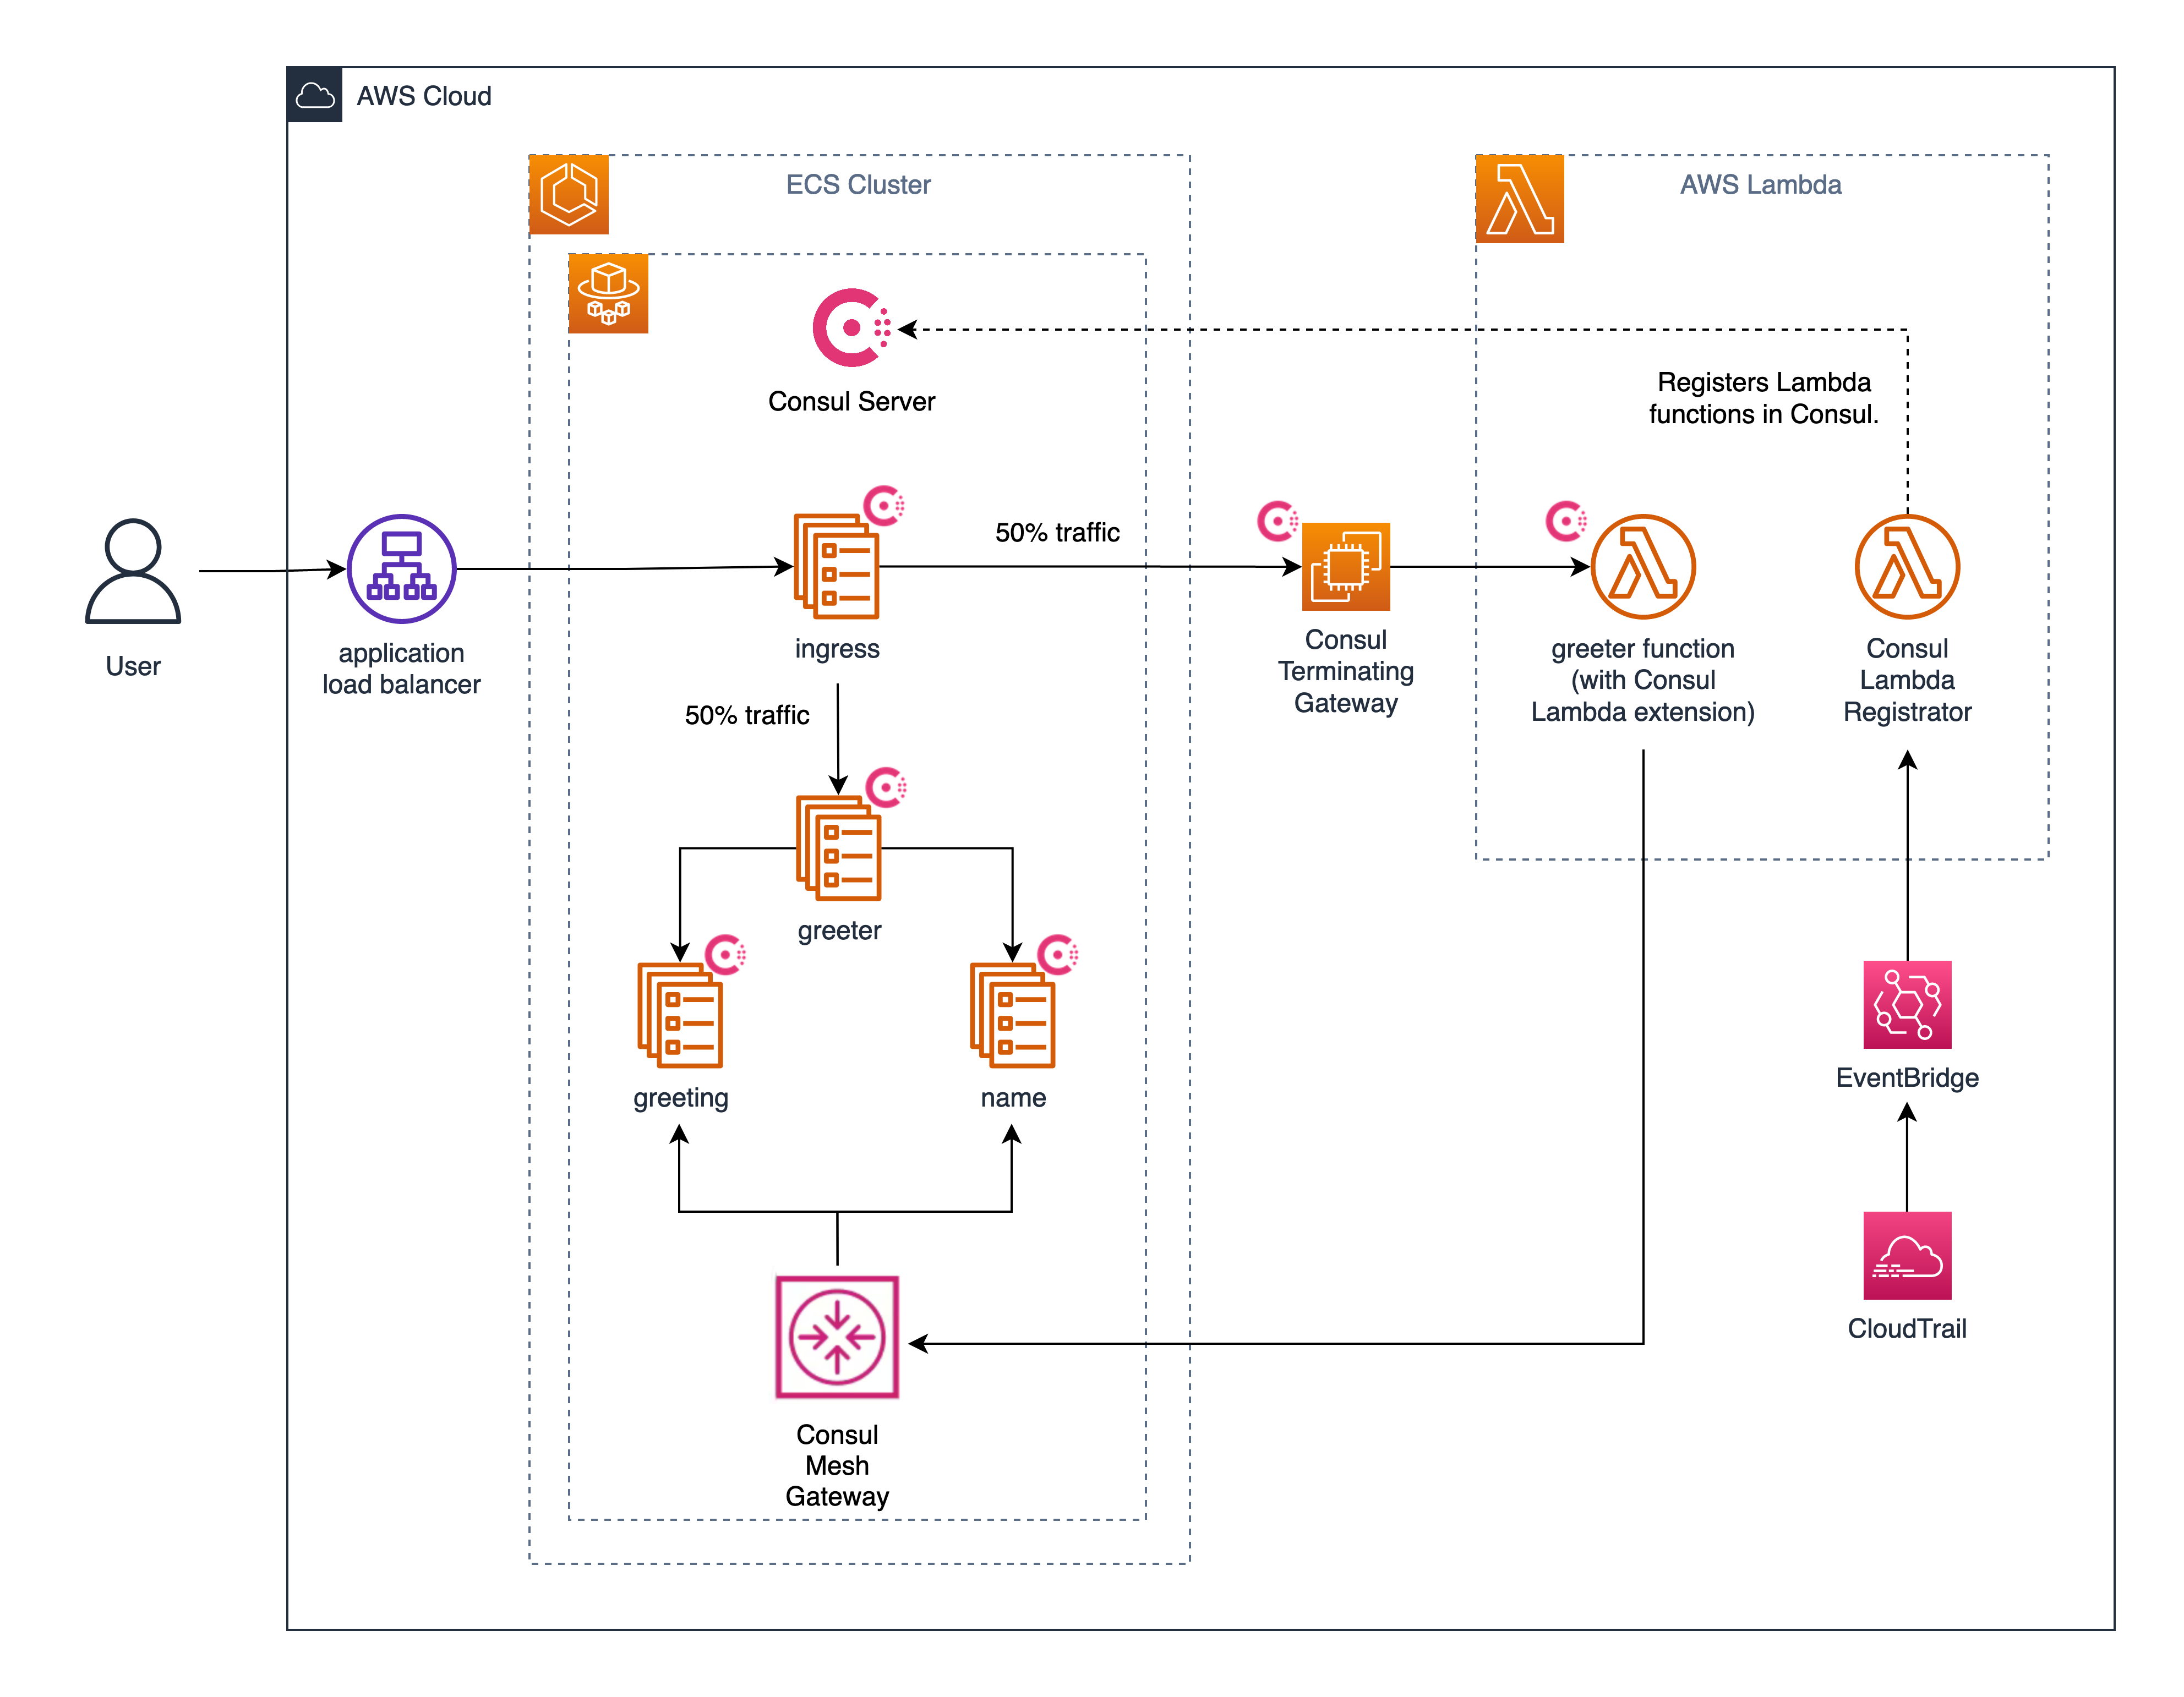 AWS Cloud
ECS Cluster
AWS Lambda
Consul Server
Registers Lambda
functions in Consul.
User
application
load balancer
ingress
50% traffic
50% traffic
Consul
Terminating
Gateway
greeter function
(with Consul
Lambda extension)
Consul
Lambda
Registrator
greeter
greeting
name
EventBridge
CloudTrail
Consul
Mesh
Gateway